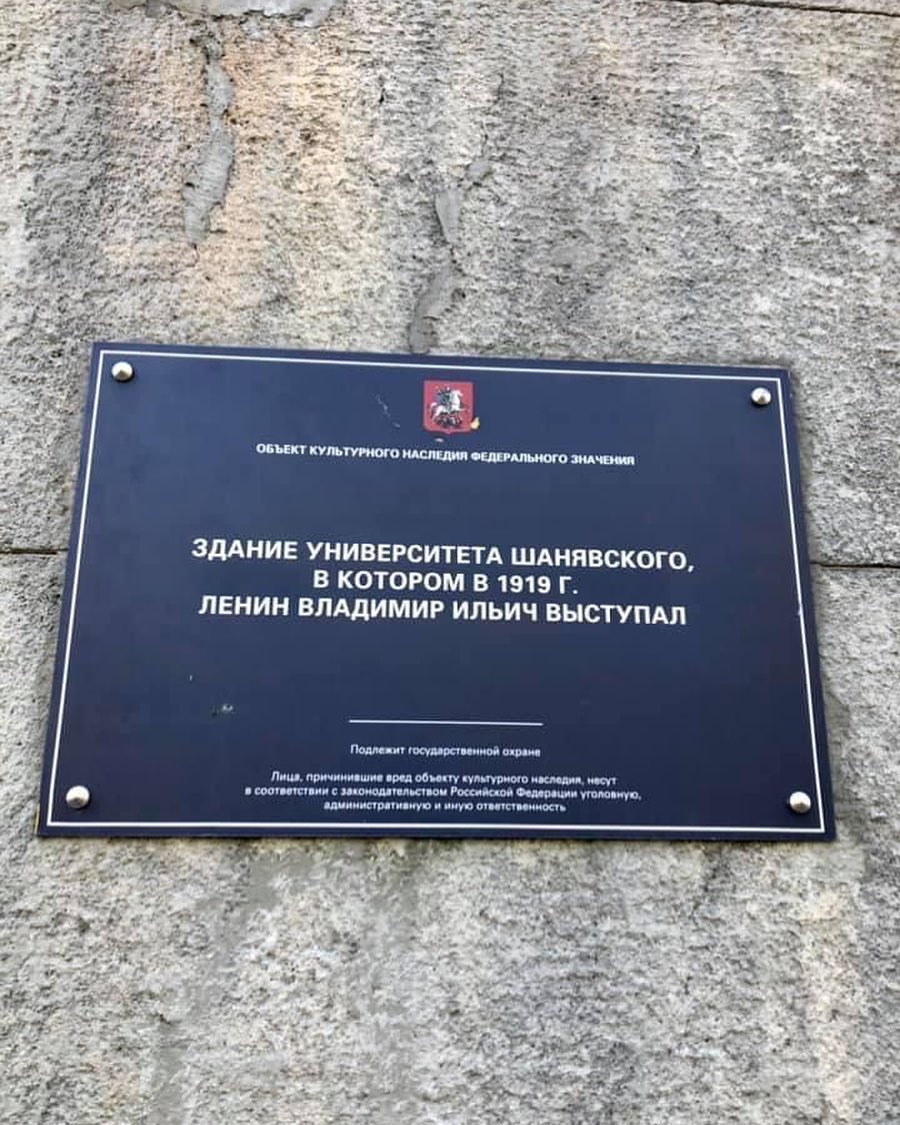 ОБЪЕКТ КУЛЬТУРНОГО НАСЛЕДИЯ ФЕДЕРАЛЬНОГО ЗНАЧЕНИЯ
ЗДАНИЕ УНИВЕРСИТЕТА ШАНЯВСКОГО,
В КОТОРОМ В 1919 Г.
ЛЕНИН ВЛАДИМИР ИЛЬИЧ ВЫСТУПАЛ
Подлежит государственной охране
Лица, причинившие вред объекту культурного наследия, несут
в соответствии с законодательством Российской Федерации уголовную,
административную и иную ответственность